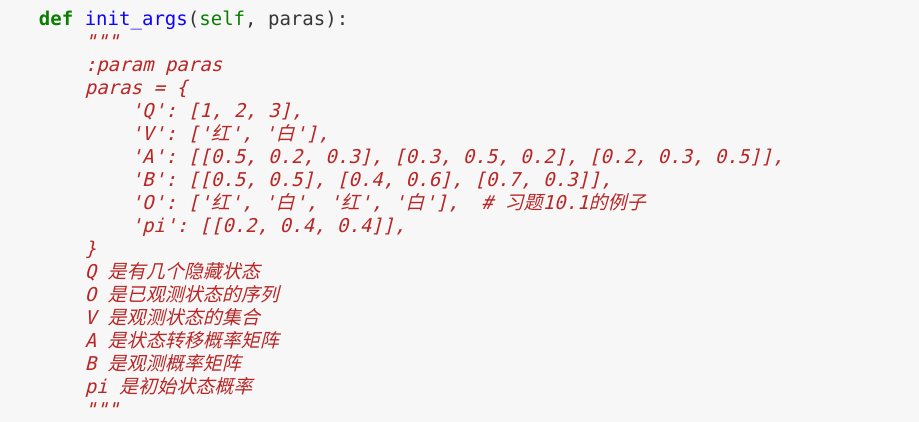 def init_args(self, paras):
    """
    :param paras
    paras = {
        'Q': [1, 2, 3],
        'V': ['红', '白'],
        'A': [[0.5, 0.2, 0.3], [0.3, 0.5, 0.2], [0.2, 0.3, 0.5]],
        'B': [[0.5, 0.5], [0.4, 0.6], [0.7, 0.3]],
        'O': ['红', '白', '红', '白'],  # 习题10.1的例子
        'pi': [[0.2, 0.4, 0.4]],
    }
    Q 是有几个隐藏状态
    O 是已观测状态的序列
    V 是观测状态的集合
    A 是状态转移概率矩阵
    B 是观测概率矩阵
    pi 是初始状态概率
    """